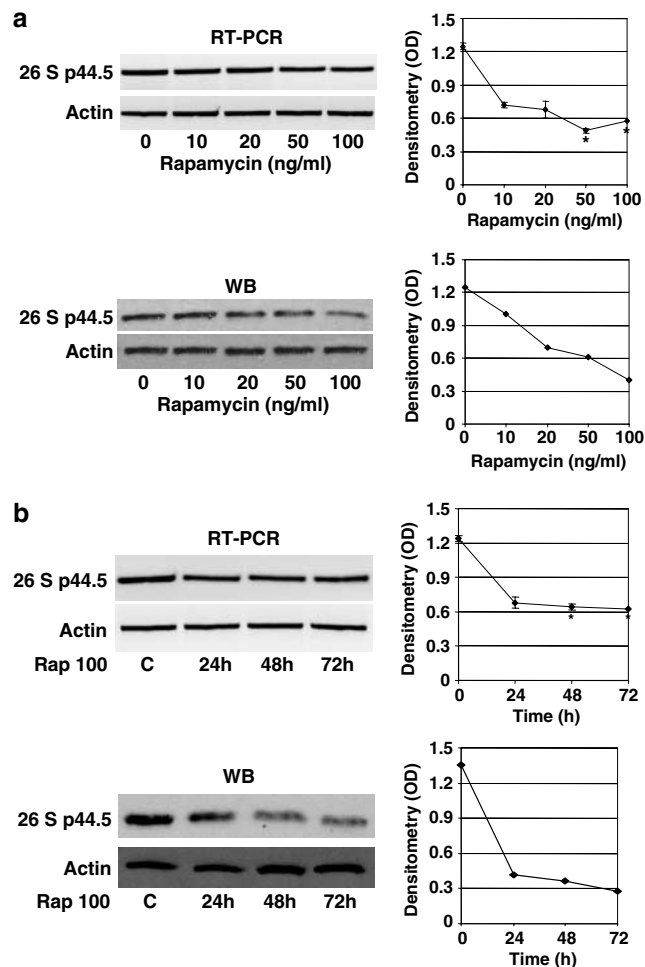 a
RT-PCR
26 S p44.5
Actin
0 10 20 50 100
Rapamycin (ng/ml)
Densitometry (OD)
1.5
1.2
0.9
0.6
0.3
0
* *
0 10 20 50 100
Rapamycin (ng/ml)
WB
26 S p44.5
Actin
0 10 20 50 100
Rapamycin (ng/ml)
Densitometry (OD)
1.5
1.2
0.9
0.6
0.3
0
0 10 20 50 100
Rapamycin (ng/ml)
b
RT-PCR
26 S p44.5
Actin
Rap 100 C 24h 48h 72h
Densitometry (OD)
1.5
1.2
0.9
0.6
0.3
0
* *
0 24 48 72
Time (h)
WB
26 S p44.5
Actin
Rap 100 C 24h 48h 72h
Densitometry (OD)
1.5
1.2
0.9
0.6
0.3
0
0 24 48 72
Time (h)